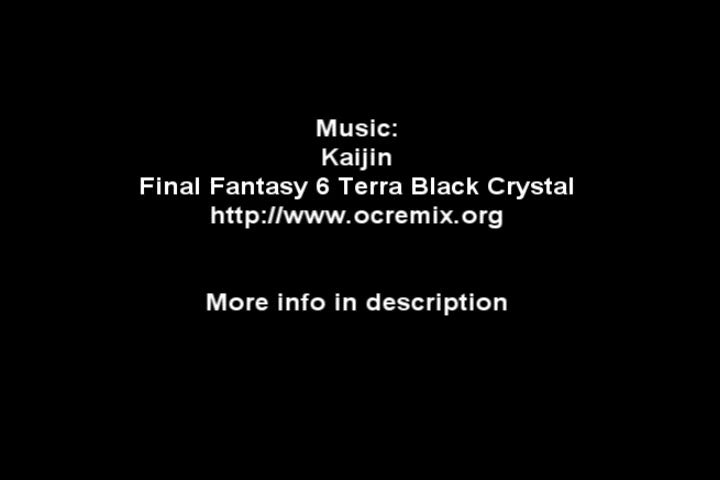 Music:
Kaijin
Final Fantasy 6 Terra Black Crystal
http://www.ocremix.org
More info in description